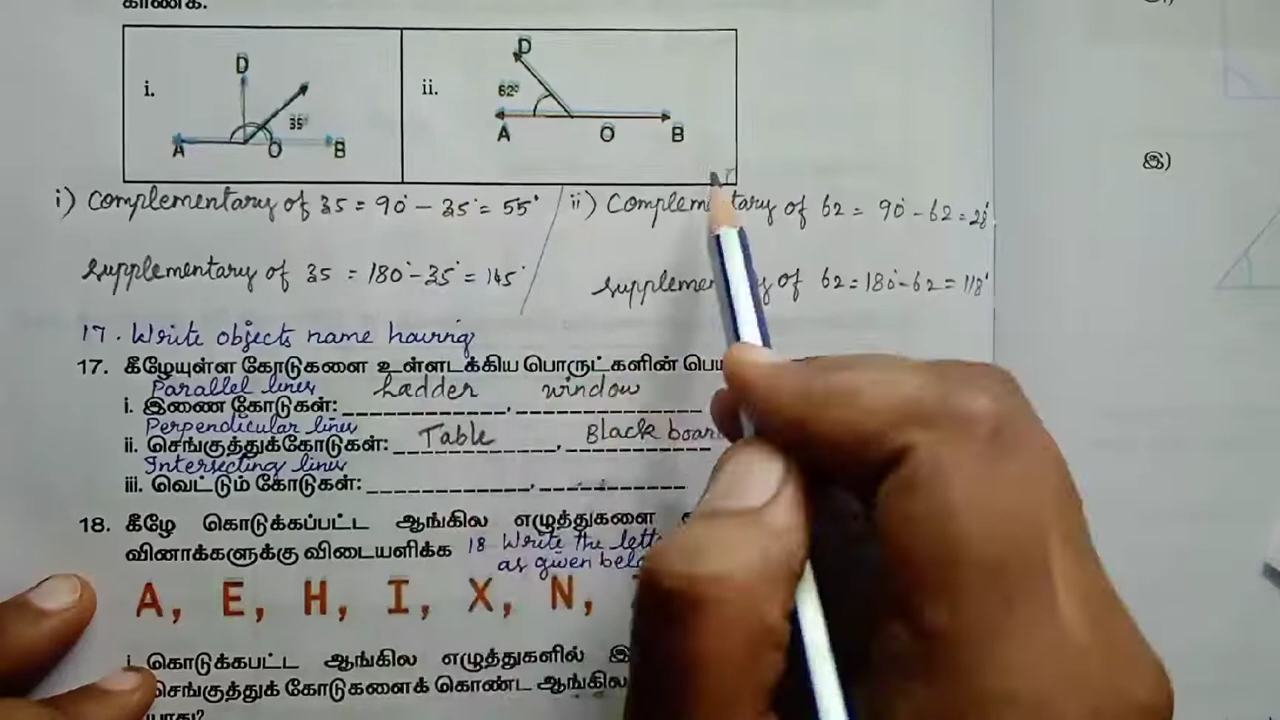 காண்க.
i.
D
35°
A
O
B
ii.
D
62°
A
O
B
i) Complementary of 35 = 90° - 35° = 55°
ii) Complementary of 62 = 90° - 62 = 28°
Supplementary of 35 = 180° - 35° = 145°
Supplementary of 62 = 180° - 62 = 118°
17. Write objects name having
17. கீழேயுள்ள கோடுகளை உள்ளடக்கிய பொருட்களின்
Parallel lines
i. இணை கோடுகள்: Ladder, window
Perpendicular lines
ii. செங்குத்துக்கோடுகள்: Table, Black board
Intersecting lines
iii. வெட்டும் கோடுகள்:
18. கீழே கொடுக்கப்பட்ட ஆங்கில எழுத்துகளை
வினாக்களுக்கு விடையளிக்க 18 Write the
as given
A, E, H, I, X, N,
i. கொடுக்கபட்ட ஆங்கில எழுத்துகளில்
செங்குத்துக் கோடுகளைக் கொண்ட ஆங்கில
யாது?
இ)